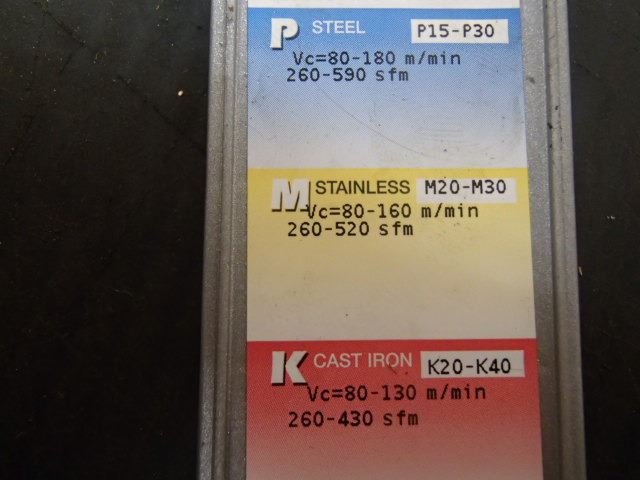 P STEEL P15-P30
Vc=80-180 m/min
260-590 sfm
M STAINLESS M20-M30
Vc=80-160 m/min
260-520 sfm
K CAST IRON K20-K40
Vc=80-130 m/min
260-430 sfm